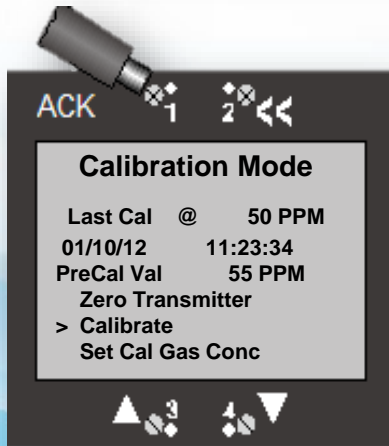 ACK 1 2 <<
Calibration Mode
Last Cal @ 50 PPM
01/10/12 11:23:34
PreCal Val 55 PPM
Zero Transmitter
> Calibrate
Set Cal Gas Conc
3 4